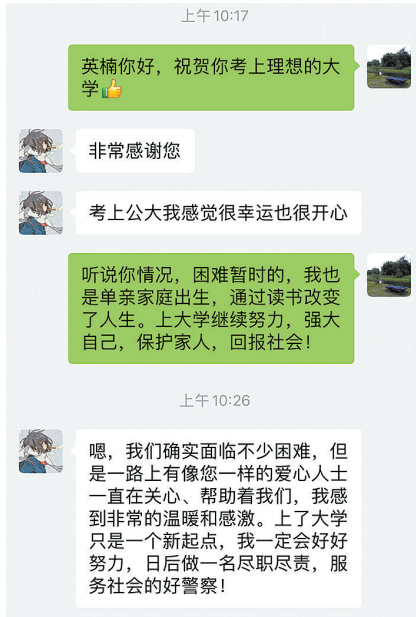 上午 10:17
英楠你好，祝贺你考上理想的大
学👍
非常感谢您
考上公大我感觉很幸运也很开心
听说你情况，困难暂时的，我也
是单亲家庭出生，通过读书改变
了人生。上大学继续努力，强大
自己，保护家人，回报社会！
上午 10:26
嗯，我们确实面临不少困难，但
是一路上有像您一样的爱心人士
一直在关心、帮助着我们，我感
到非常的温暖和感激。上了大学
只是一个新起点，我一定会好好
努力，日后做一名尽职尽责，服
务社会的好警察！